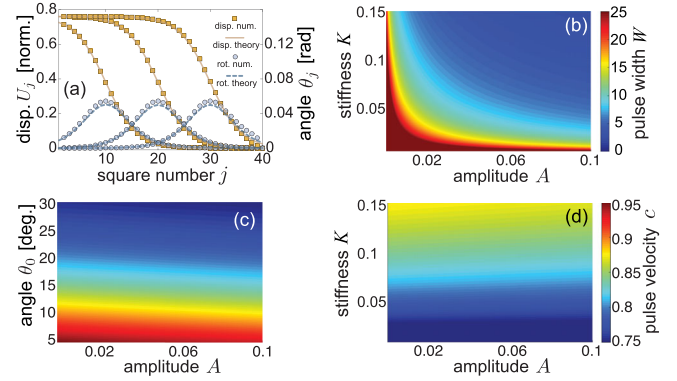 (a)
disp. U_j [norm.]
0.8
0.6
0.4
0.2
0
0.12
0.08
0.04
0
angle θ_j [rad]
disp. num.
disp. theory
rot. num.
rot. theory
0 10 20 30 40
square number j
(b)
stiffness K
0.15
0.1
0.05
0.02 0.06 0.1
amplitude A
25
20
15
10
5
0
pulse width W
(c)
angle θ_0 [deg.]
30
25
20
15
10
5
0.02 0.06 0.1
amplitude A
(d)
stiffness K
0.15
0.1
0.05
0.02 0.06 0.1
amplitude A
0.95
0.9
0.85
0.8
0.75
pulse velocity c